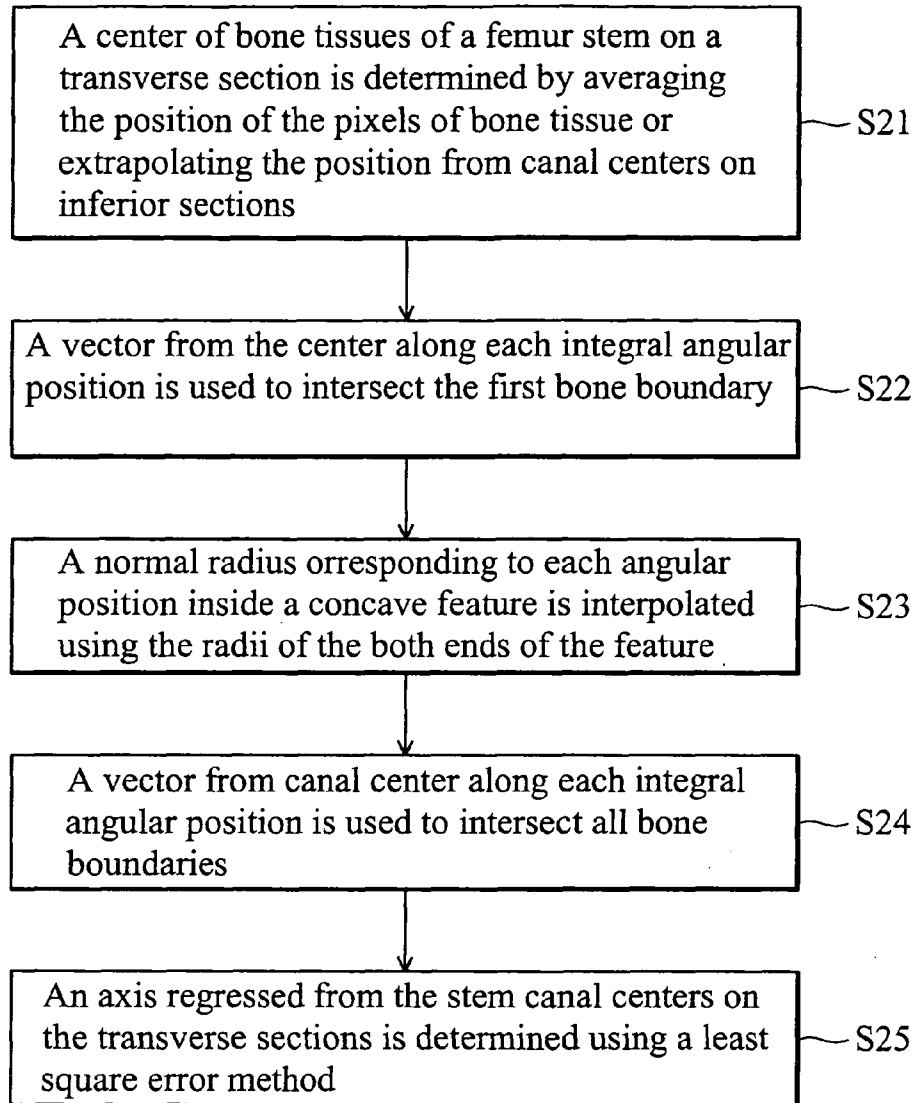 A center of bone tissues of a femur stem on a
transverse section is determined by averaging
the position of the pixels of bone tissue or
extrapolating the position from canal centers on
inferior sections
S21
A vector from the center along each integral angular
position is used to intersect the first bone boundary
S22
A normal radius orresponding to each angular
position inside a concave feature is interpolated
using the radii of the both ends of the feature
S23
A vector from canal center along each integral
angular position is used to intersect all bone
boundaries
S24
An axis regressed from the stem canal centers on
the transverse sections is determined using a least
square error method
S25